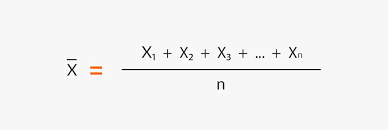 X̅ = X₁ + X₂ + X₃ + ... + Xₙ
n